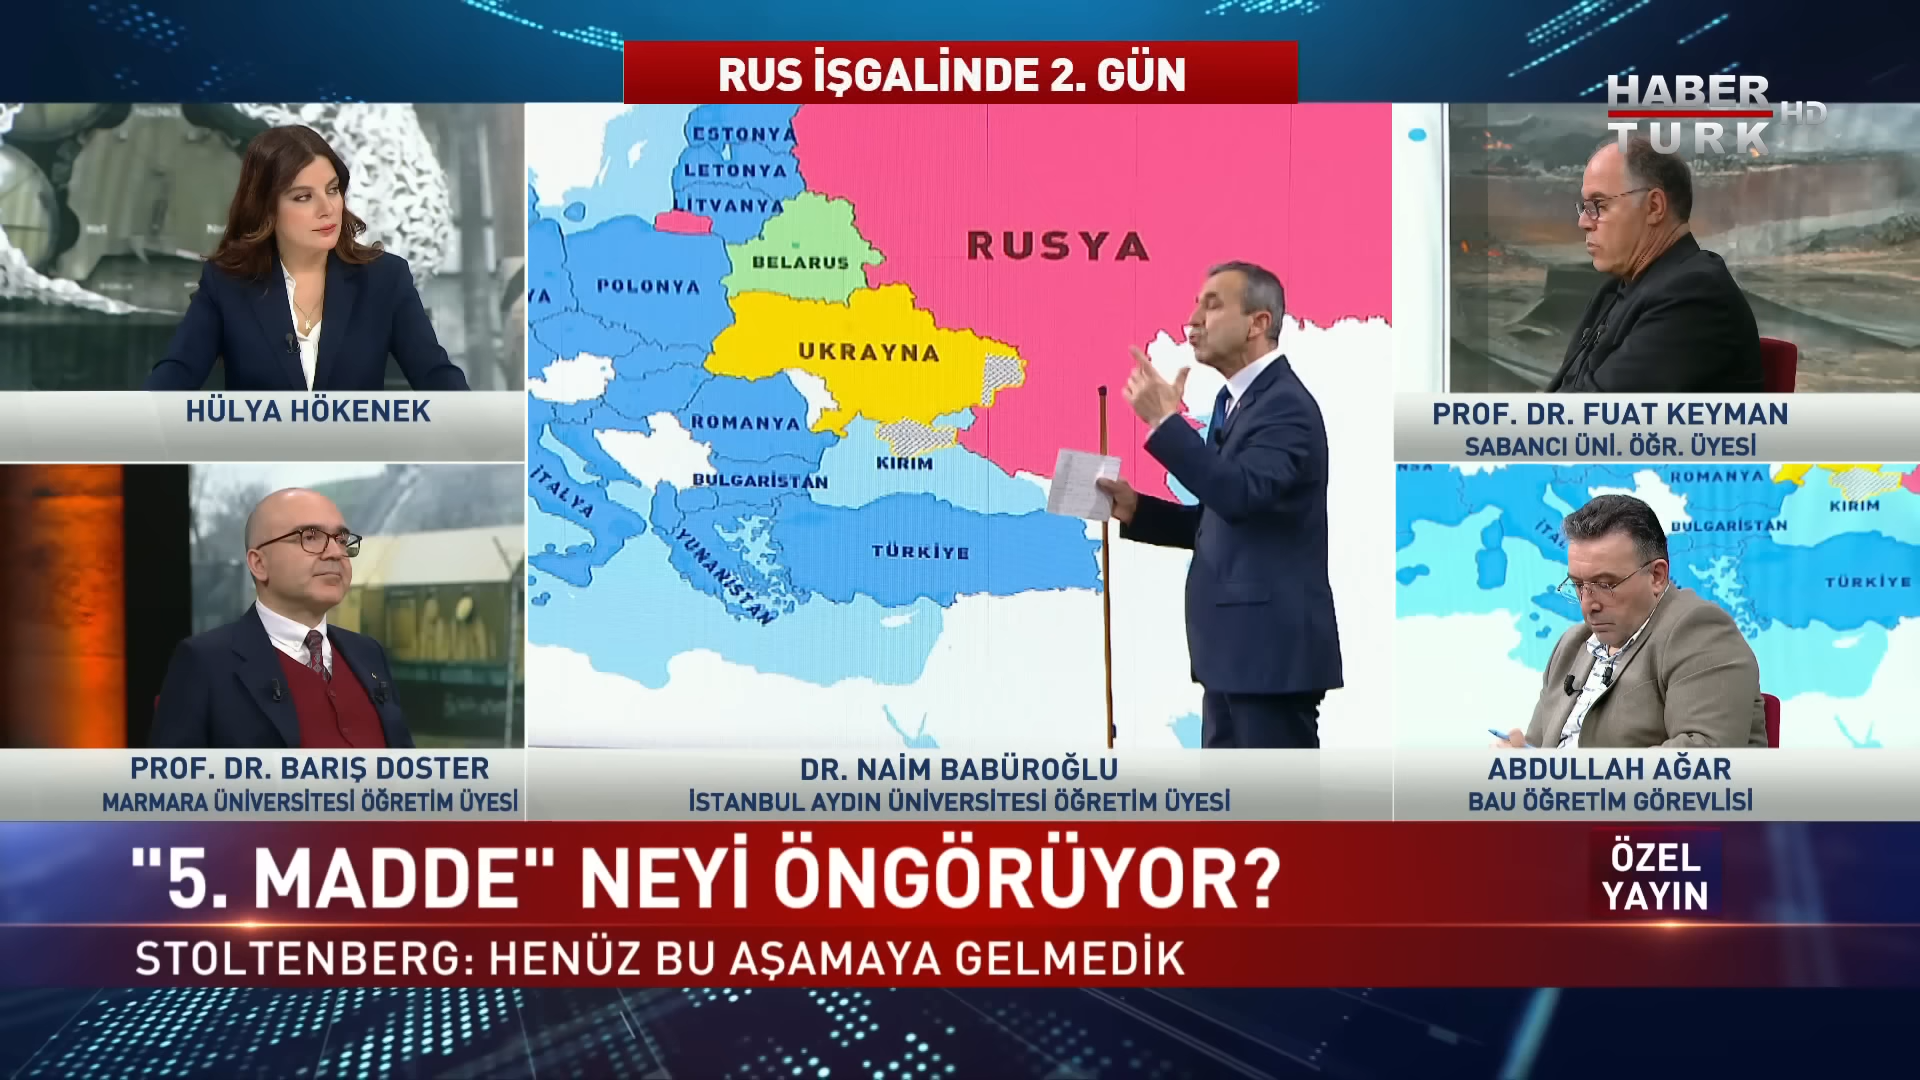 RUS İŞGALİNDE 2. GÜN
HABER
TURK HD
HÜLYA HÖKENEK
ESTONYA
LETONYA
LİTVANYA
BELARUS
RUSYA
POLONYA
YA
UKRAYNA
ROMANYA
KIRIM
BULGARİSTAN
İTALYA
YUNANİSTAN
TÜRKİYE
PROF. DR. FUAT KEYMAN
SABANCI ÜNİ. ÖĞR. ÜYESİ
ROMANYA
KIRIM
BULGARİSTAN
TÜRKİYE
PROF. DR. BARIŞ DOSTER
MARMARA ÜNİVERSİTESİ ÖĞRETİM ÜYESİ
DR. NAİM BABÜROĞLU
İSTANBUL AYDIN ÜNİVERSİTESİ ÖĞRETİM ÜYESİ
ABDULLAH AĞAR
BAU ÖĞRETİM GÖREVLİSİ
"5. MADDE" NEYİ ÖNGÖRÜYOR?
ÖZEL
YAYIN
STOLTENBERG: HENÜZ BU AŞAMAYA GELMEDİK